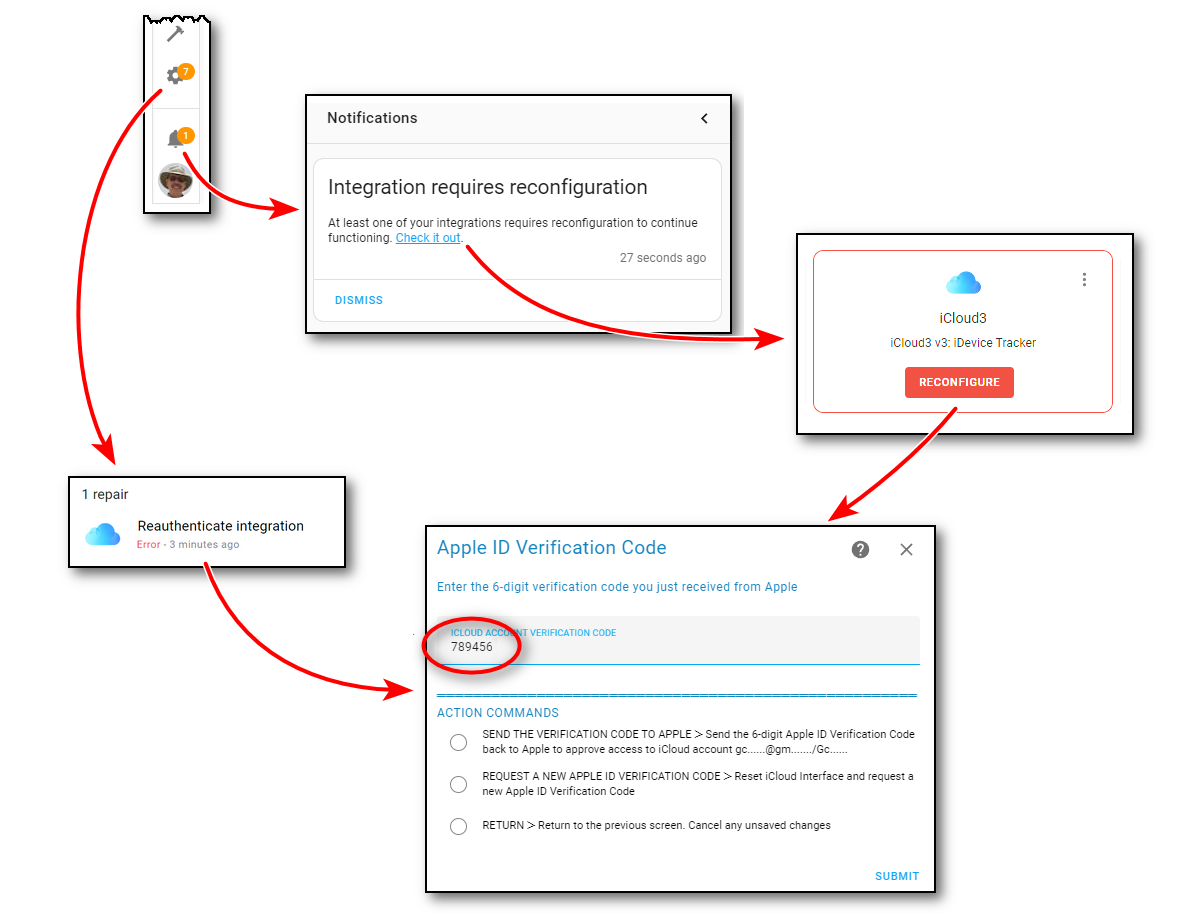 7
1
Notifications
Integration requires reconfiguration
At least one of your integrations requires reconfiguration to continue
functioning. Check it out.
27 seconds ago
DISMISS
iCloud3
iCloud3 v3: iDevice Tracker
RECONFIGURE
1 repair
Reauthenticate integration
Error - 3 minutes ago
Apple ID Verification Code
Enter the 6-digit verification code you just received from Apple
ICLOUD ACCOUNT VERIFICATION CODE
789456
ACTION COMMANDS
SEND THE VERIFICATION CODE TO APPLE > Send the 6-digit Apple ID Verification Code
back to Apple to approve access to iCloud account gc......@gm......./Gc......
REQUEST A NEW APPLE ID VERIFICATION CODE > Reset iCloud Interface and request a
new Apple ID Verification Code
RETURN > Return to the previous screen. Cancel any unsaved changes
SUBMIT